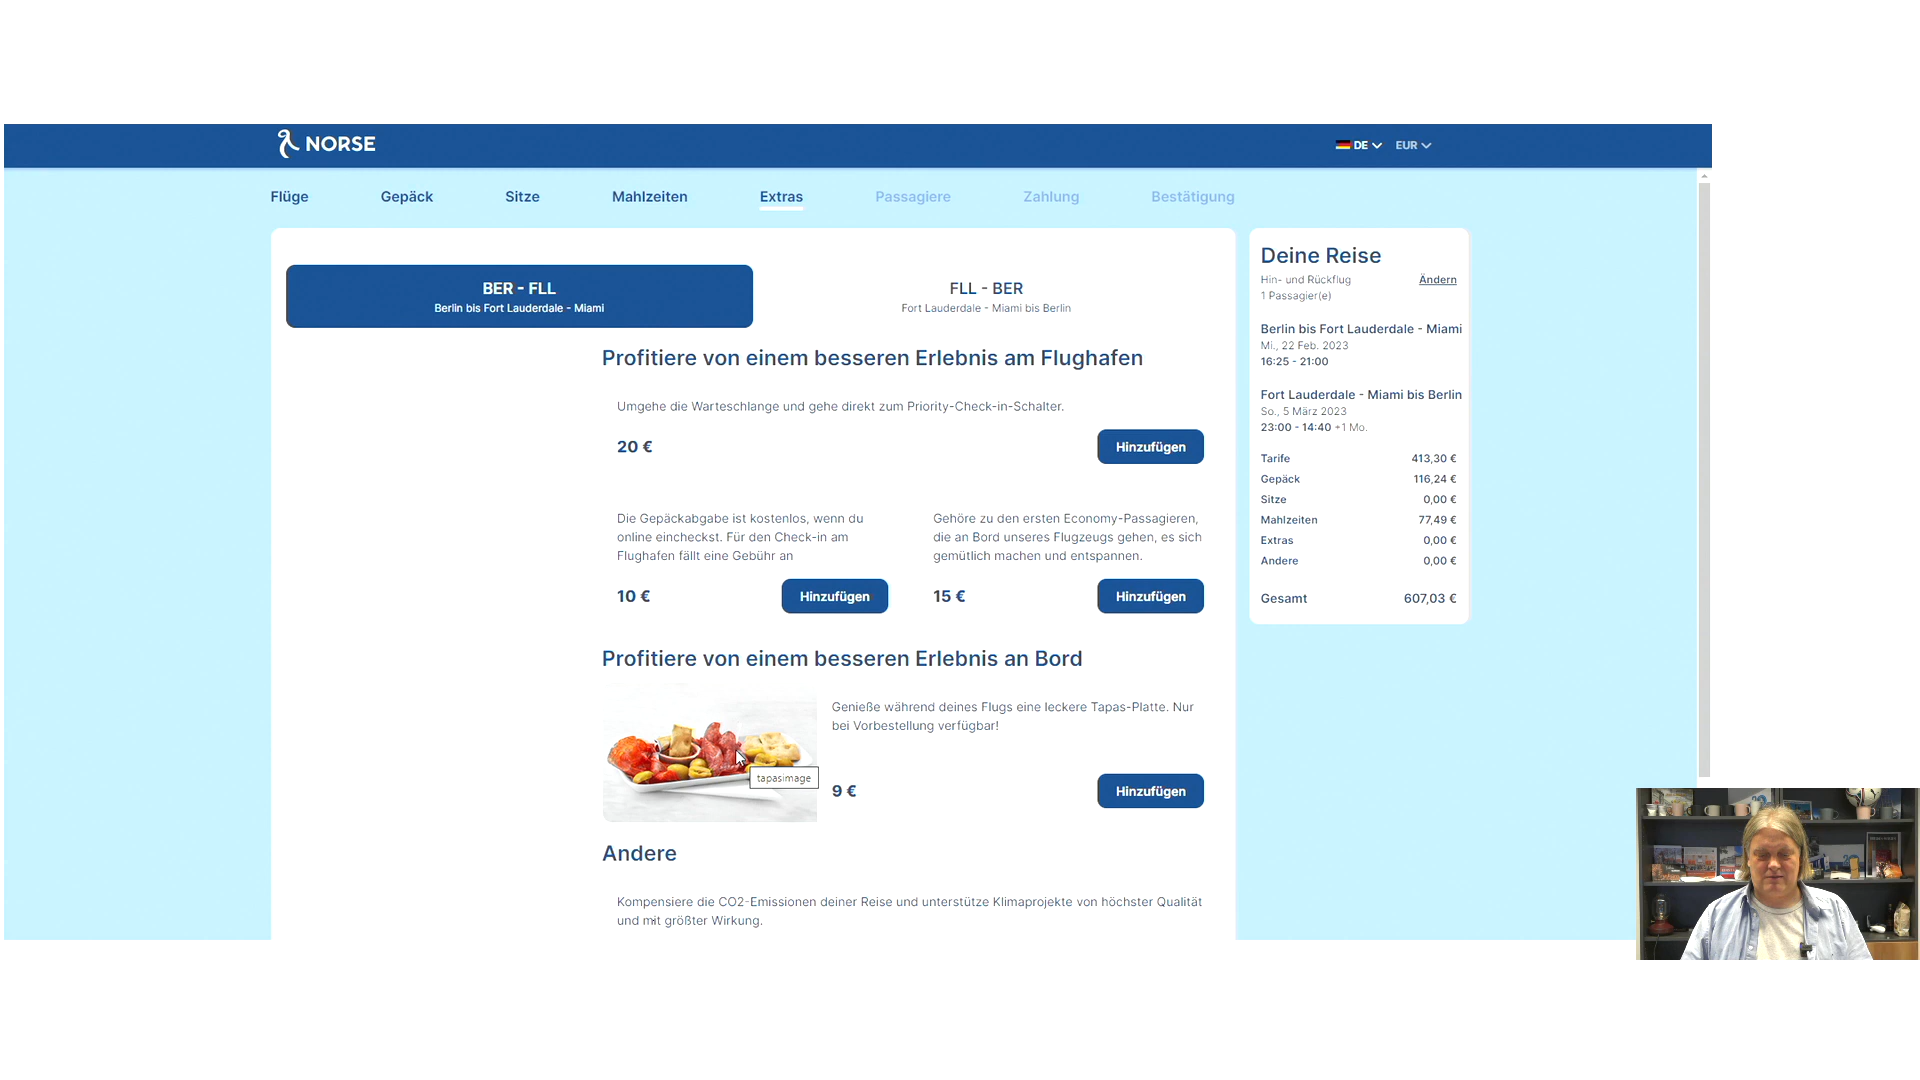 NORSE
DE
EUR
Flüge
Gepäck
Sitze
Mahlzeiten
Extras
Passagiere
Zahlung
Bestätigung
BER - FLL
Berlin bis Fort Lauderdale - Miami
FLL - BER
Fort Lauderdale - Miami bis Berlin
Profitiere von einem besseren Erlebnis am Flughafen
Umgehe die Warteschlange und gehe direkt zum Priority-Check-in-Schalter.
20 €
Hinzufügen
Die Gepäckabgabe ist kostenlos, wenn du
online eincheckst. Für den Check-in am
Flughafen fällt eine Gebühr an
10 €
Hinzufügen
Gehöre zu den ersten Economy-Passagieren,
die an Bord unseres Flugzeugs gehen, es sich
gemütlich machen und entspannen.
15 €
Hinzufügen
Profitiere von einem besseren Erlebnis an Bord
Genieße während deines Flugs eine leckere Tapas-Platte. Nur
bei Vorbestellung verfügbar!
tapasimage
9 €
Hinzufügen
Andere
Kompensiere die CO2-Emissionen deiner Reise und unterstütze Klimaprojekte von höchster Qualität
und mit größter Wirkung.
Deine Reise
Hin- und Rückflug
Ändern
1 Passagier(e)
Berlin bis Fort Lauderdale - Miami
Mi., 22 Feb. 2023
16:25 - 21:00
Fort Lauderdale - Miami bis Berlin
So., 5 März 2023
23:00 - 14:40 +1 Mo.
Tarife 413,30 €
Gepäck 116,24 €
Sitze 0,00 €
Mahlzeiten 77,49 €
Extras 0,00 €
Andere 0,00 €
Gesamt 607,03 €